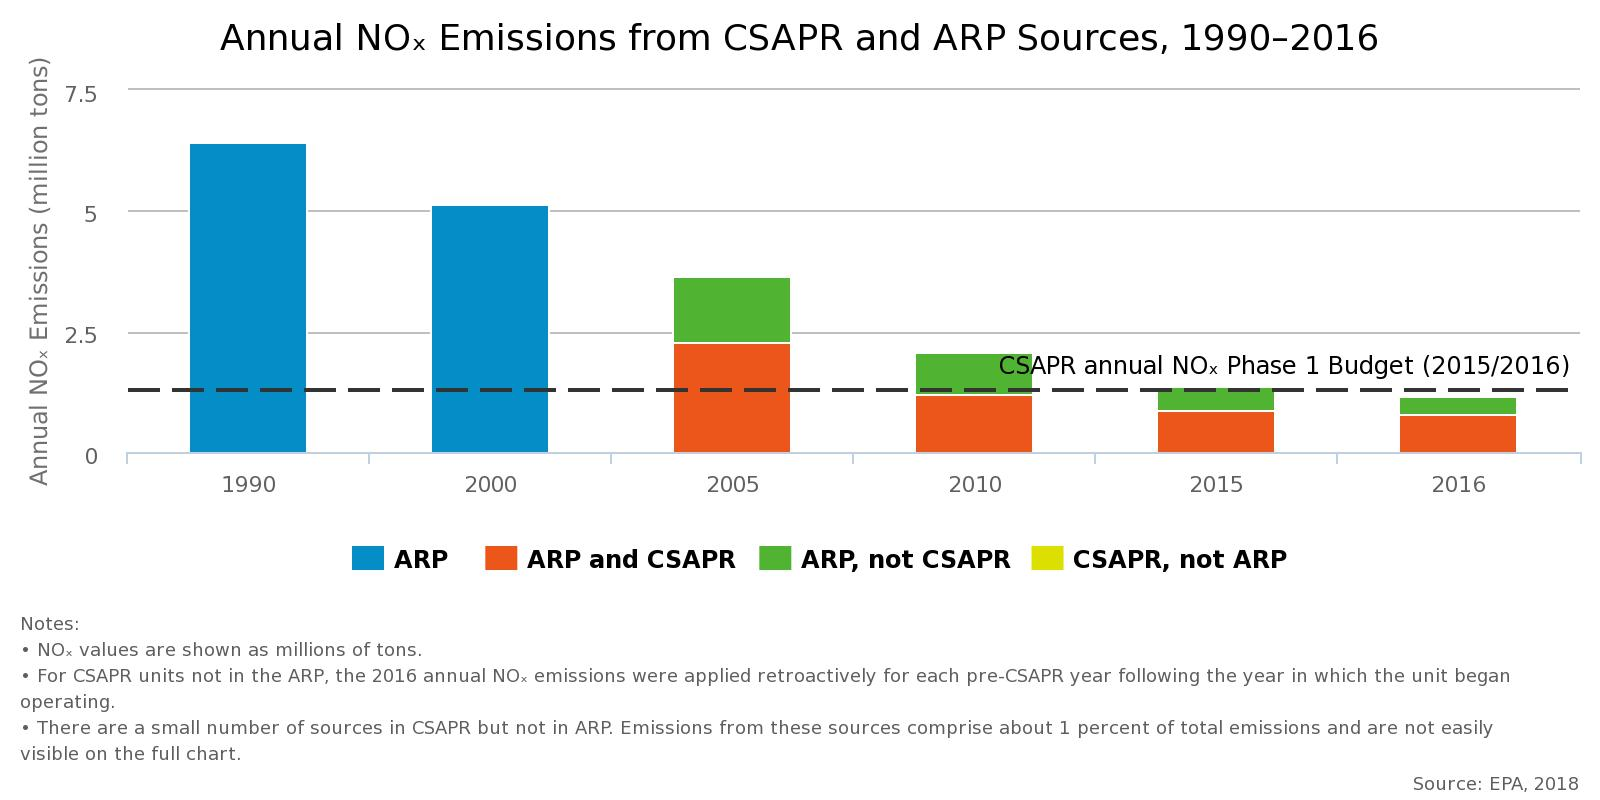 Annual NOₓ Emissions from CSAPR and ARP Sources, 1990–2016
Annual NOₓ Emissions (million tons)
7.5
5
2.5
0
CSAPR annual NOₓ Phase 1 Budget (2015/2016)
1990 2000 2005 2010 2015 2016
ARP ARP and CSAPR ARP, not CSAPR CSAPR, not ARP
Notes:
• NOₓ values are shown as millions of tons.
• For CSAPR units not in the ARP, the 2016 annual NOₓ emissions were applied retroactively for each pre-CSAPR year following the year in which the unit began
operating.
• There are a small number of sources in CSAPR but not in ARP. Emissions from these sources comprise about 1 percent of total emissions and are not easily
visible on the full chart.
Source: EPA, 2018